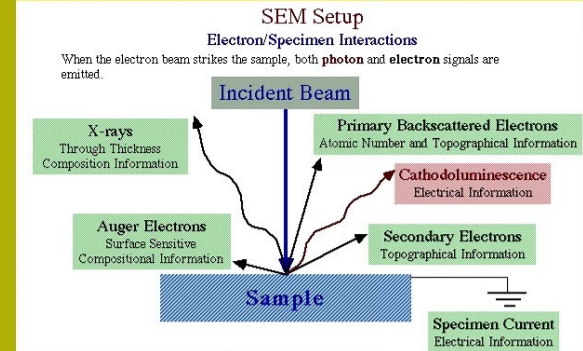 SEM Setup
Electron/Specimen Interactions
When the electron beam strikes the sample, both photon and electron signals are
emitted.
Incident Beam
X-rays
Through Thickness
Composition Information
Primary Backscattered Electrons
Atomic Number and Topographical Information
Cathodoluminescence
Electrical Information
Auger Electrons
Surface Sensitive
Compositional Information
Secondary Electrons
Topographical Information
Sample
Specimen Current
Electrical Information